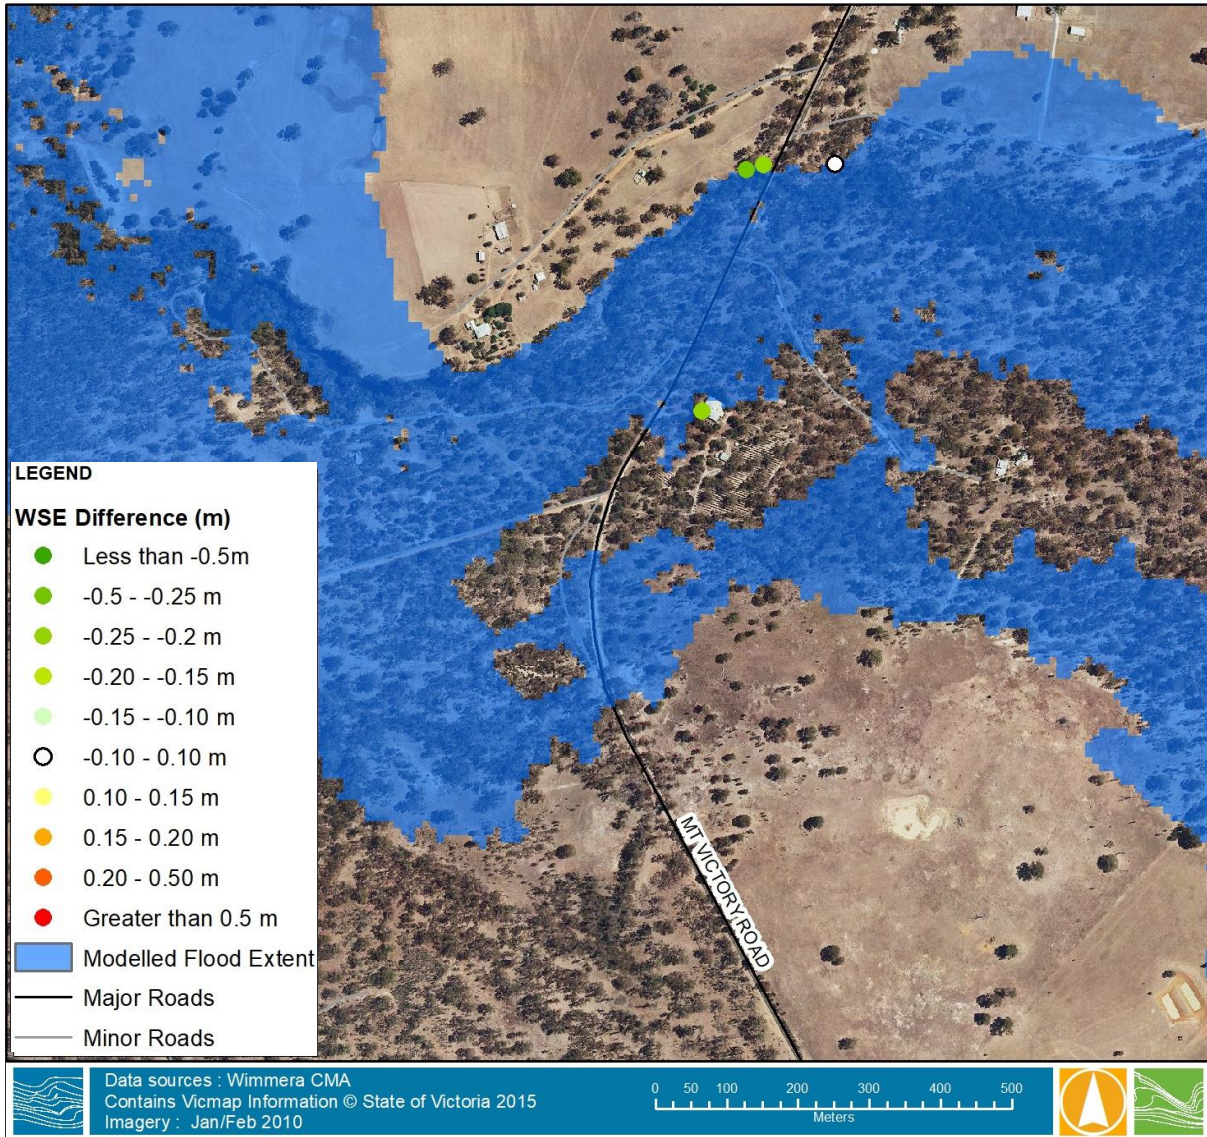 LEGEND
WSE Difference (m)
Less than -0.5m
-0.5 - -0.25 m
-0.25 - -0.2 m
-0.20 - -0.15 m
-0.15 - -0.10 m
-0.10 - 0.10 m
0.10 - 0.15 m
0.15 - 0.20 m
0.20 - 0.50 m
Greater than 0.5 m
Modelled Flood Extent
Major Roads
Minor Roads
MT VICTORY ROAD
Data sources : Wimmera CMA
Contains Vicmap Information © State of Victoria 2015
Imagery : Jan/Feb 2010
0 50 100 200 300 400 500
Meters